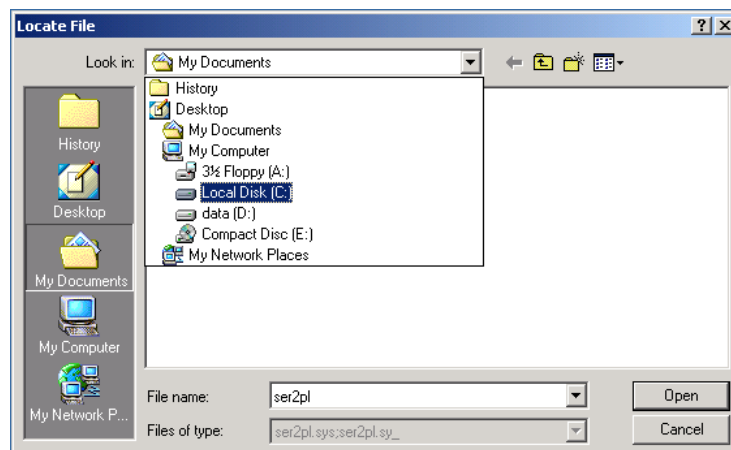 Locate File
Look in: My Documents
History
Desktop
My Documents
My Computer
3½ Floppy (A:)
Local Disk (C:)
data (D:)
Compact Disc (E:)
My Network Places
History
Desktop
My Documents
My Computer
My Network P...
File name: ser2pl Open
Files of type: ser2pl.sys;ser2pl.sy_ Cancel